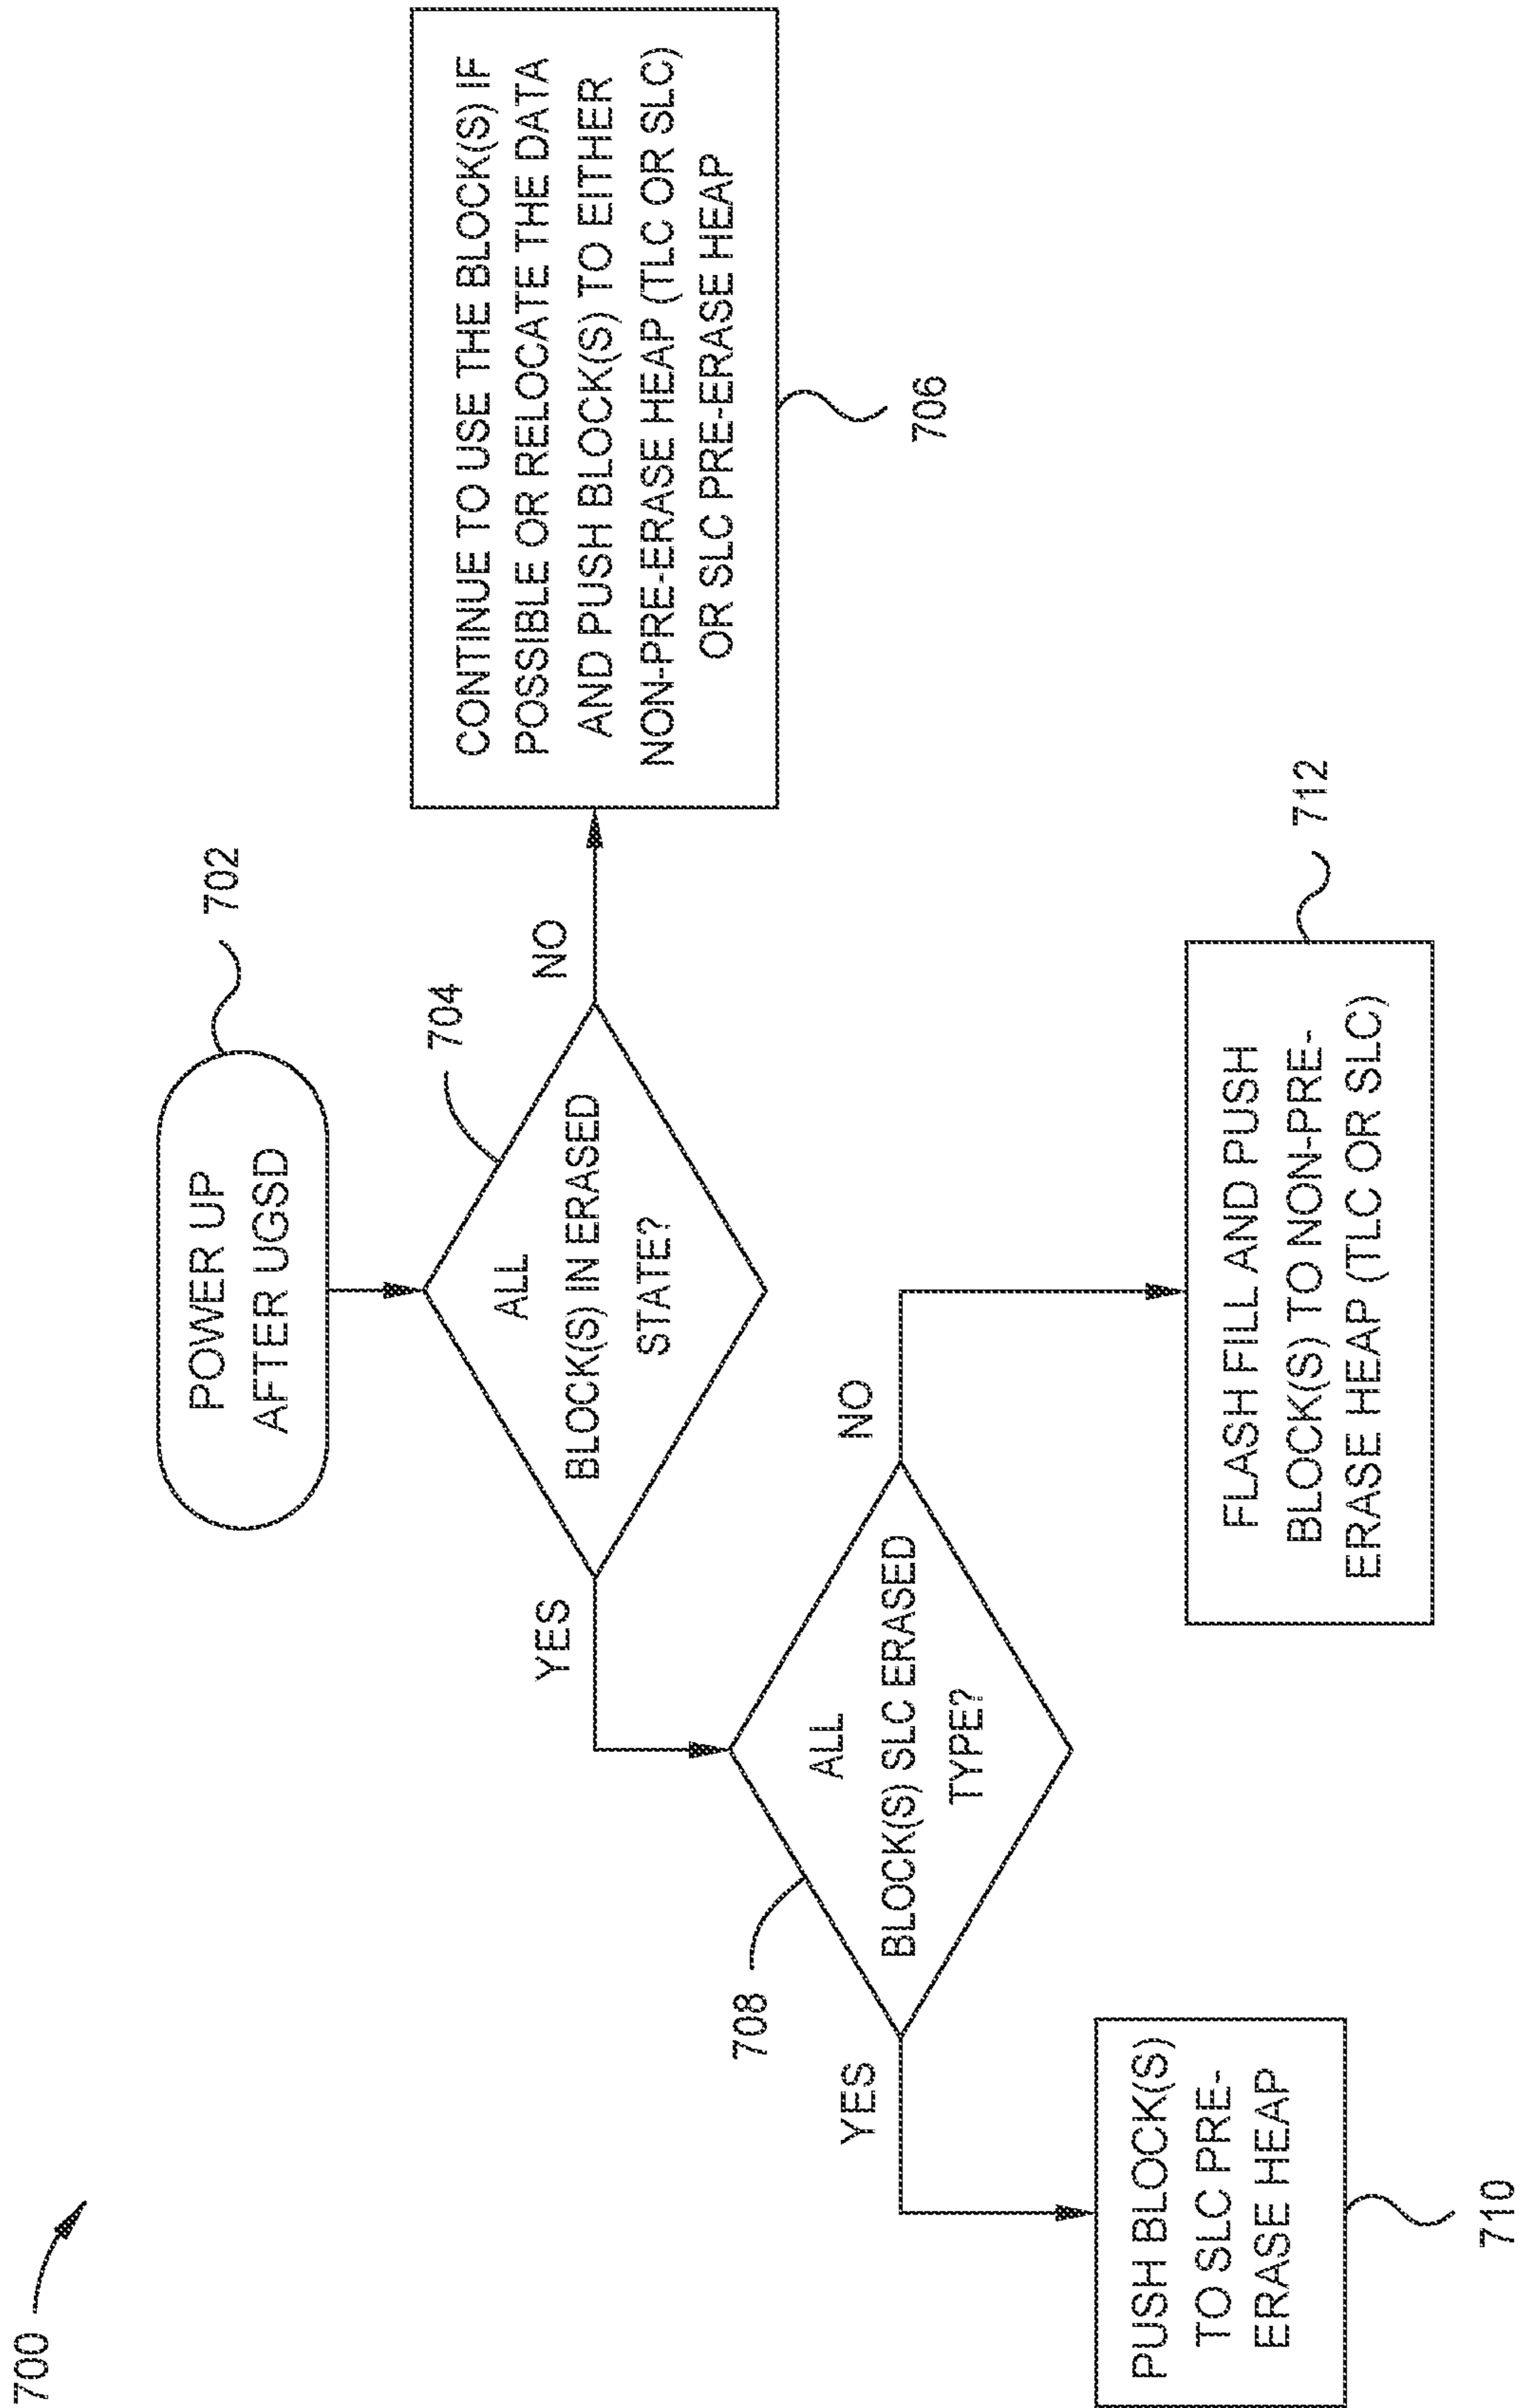 700
POWER UP
AFTER UGSD
702
ALL
BLOCK(S) IN ERASED
STATE?
704
NO
CONTINUE TO USE THE BLOCK(S) IF
POSSIBLE OR RELOCATE THE DATA
AND PUSH BLOCK(S) TO EITHER
NON-PRE-ERASE HEAP (TLC OR SLC)
OR SLC PRE-ERASE HEAP
706
YES
ALL
BLOCK(S) SLC ERASED
TYPE?
708
YES
PUSH BLOCK(S)
TO SLC PRE-
ERASE HEAP
710
NO
FLASH FILL AND PUSH
BLOCK(S) TO NON-PRE-
ERASE HEAP (TLC OR SLC)
712